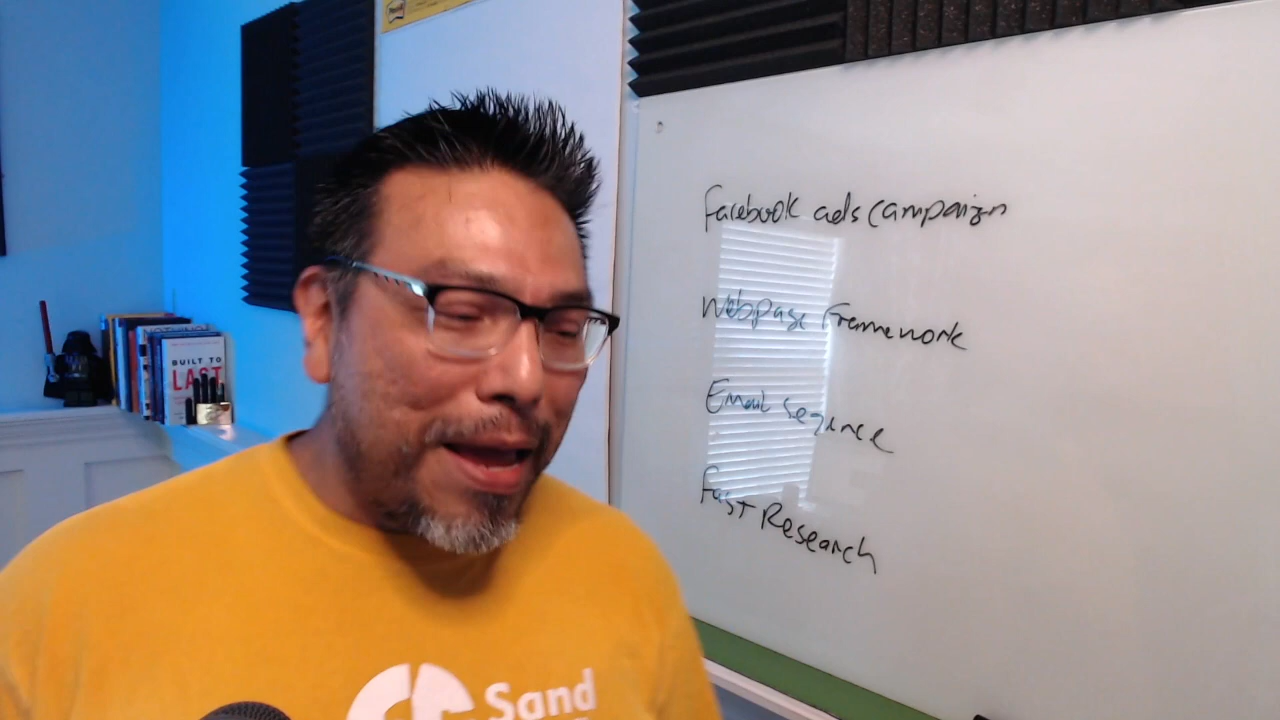 Facebook ads campaign
Webpage framework
Email sequence
Fast Research
BUILT TO
LAST
Sand